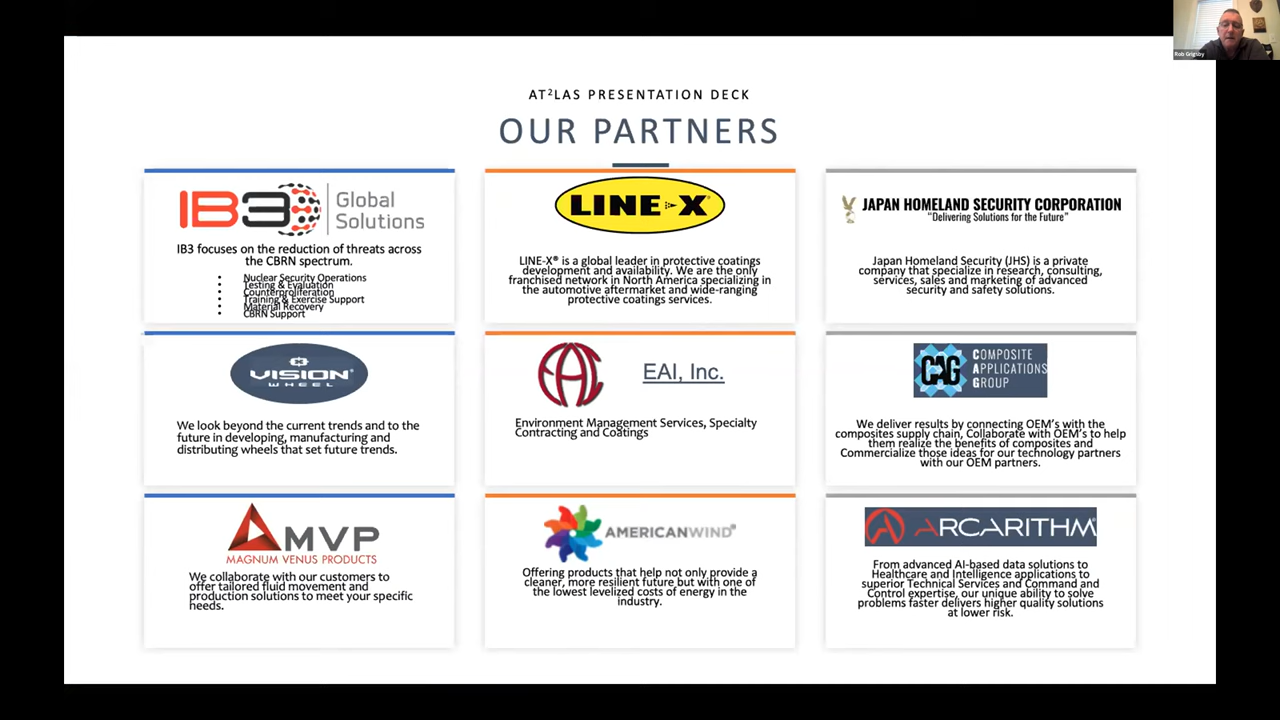 Rob Grigsby
AT²LAS PRESENTATION DECK
OUR PARTNERS
IB3 Global
Solutions
IB3 focuses on the reduction of threats across
the CBRN spectrum.
• Nuclear Security Operations
• Testing & Evaluation
• Counterproliferation
• Training & Exercise Support
• Material Recovery
• CBRN Support
LINE-X®
LINE-X® is a global leader in protective coatings
development and availability. We are the only
franchised network in North America specializing in
the automotive aftermarket and wide-ranging
protective coatings services.
JAPAN HOMELAND SECURITY CORPORATION
"Delivering Solutions for the Future"
Japan Homeland Security (JHS) is a private
company that specialize in research, consulting,
services, sales and marketing of advanced
security and safety solutions.
VISION®
WHEEL
We look beyond the current trends and to the
future in developing, manufacturing and
distributing wheels that set future trends.
EAI
EAI, Inc.
Environment Management Services, Specialty
Contracting and Coatings
CAG
COMPOSITE
APPLICATIONS
GROUP
We deliver results by connecting OEM's with the
composites supply chain, Collaborate with OEM's to help
them realize the benefits of composites and
Commercialize those ideas for our technology partners
with our OEM partners.
MVP
MAGNUM VENUS PRODUCTS
We collaborate with our customers to
offer tailored fluid movement and
production solutions to meet your specific
needs.
AMERICANWIND®
Offering products that help not only provide a
cleaner, more resilient future but with one of
the lowest levelized costs of energy in the
industry.
ARCARITHM®
From advanced AI-based data solutions to
Healthcare and Intelligence applications to
superior Technical Services and Command and
Control expertise, our unique ability to solve
problems faster delivers higher quality solutions
at lower risk.